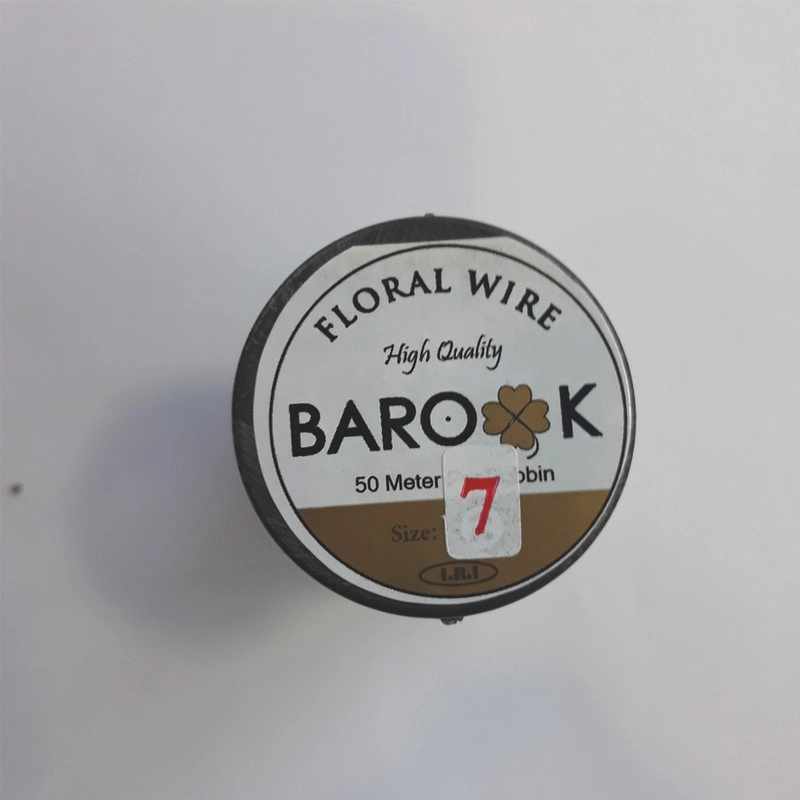 FLORAL WIRE
High Quality
BARO K
50 Meter
Size: 7
I.R.I